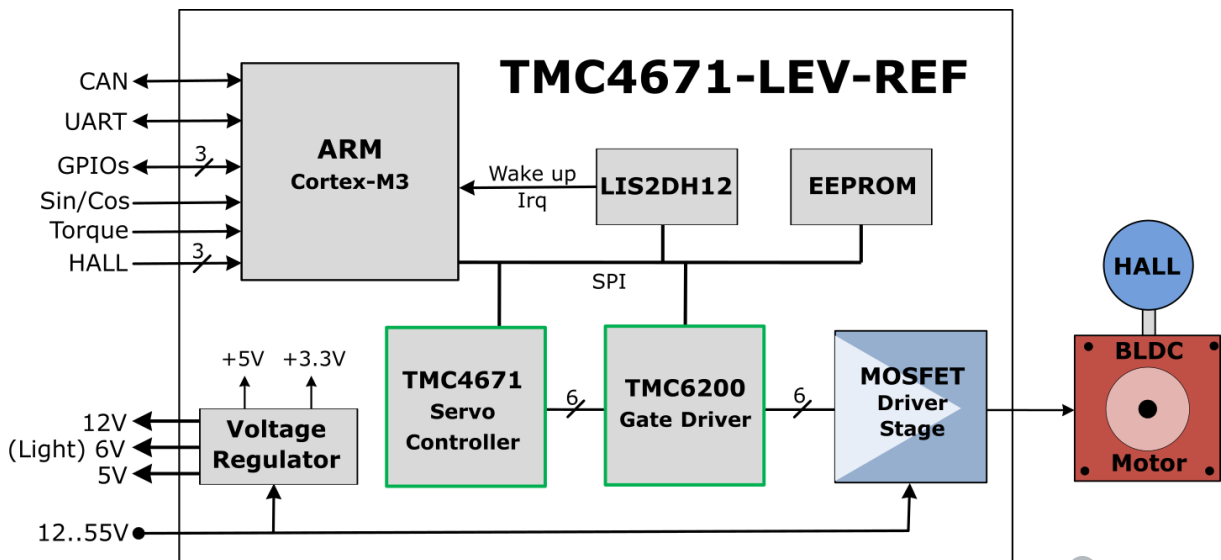 TMC4671-LEV-REF
CAN
UART
GPIOs
3
Sin/Cos
Torque
HALL
3
ARM
Cortex-M3
Wake up
Irq
LIS2DH12
EEPROM
SPI
HALL
BLDC
Motor
TMC4671
Servo
Controller
6
TMC6200
Gate Driver
6
MOSFET
Driver
Stage
+5V
+3.3V
12V
(Light) 6V
5V
Voltage
Regulator
12..55V